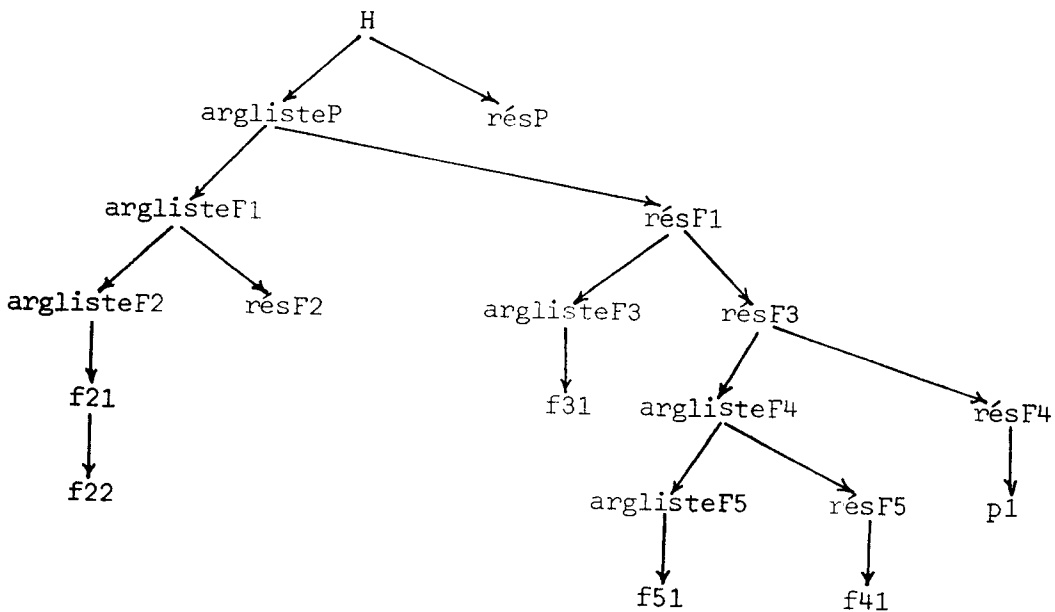 H
arglisteP résP
arglisteF1 résF1
arglisteF2 résF2 arglisteF3 résF3
f21 f31 arglisteF4 résF4
f22 arglisteF5 résF5 p1
f51 f41